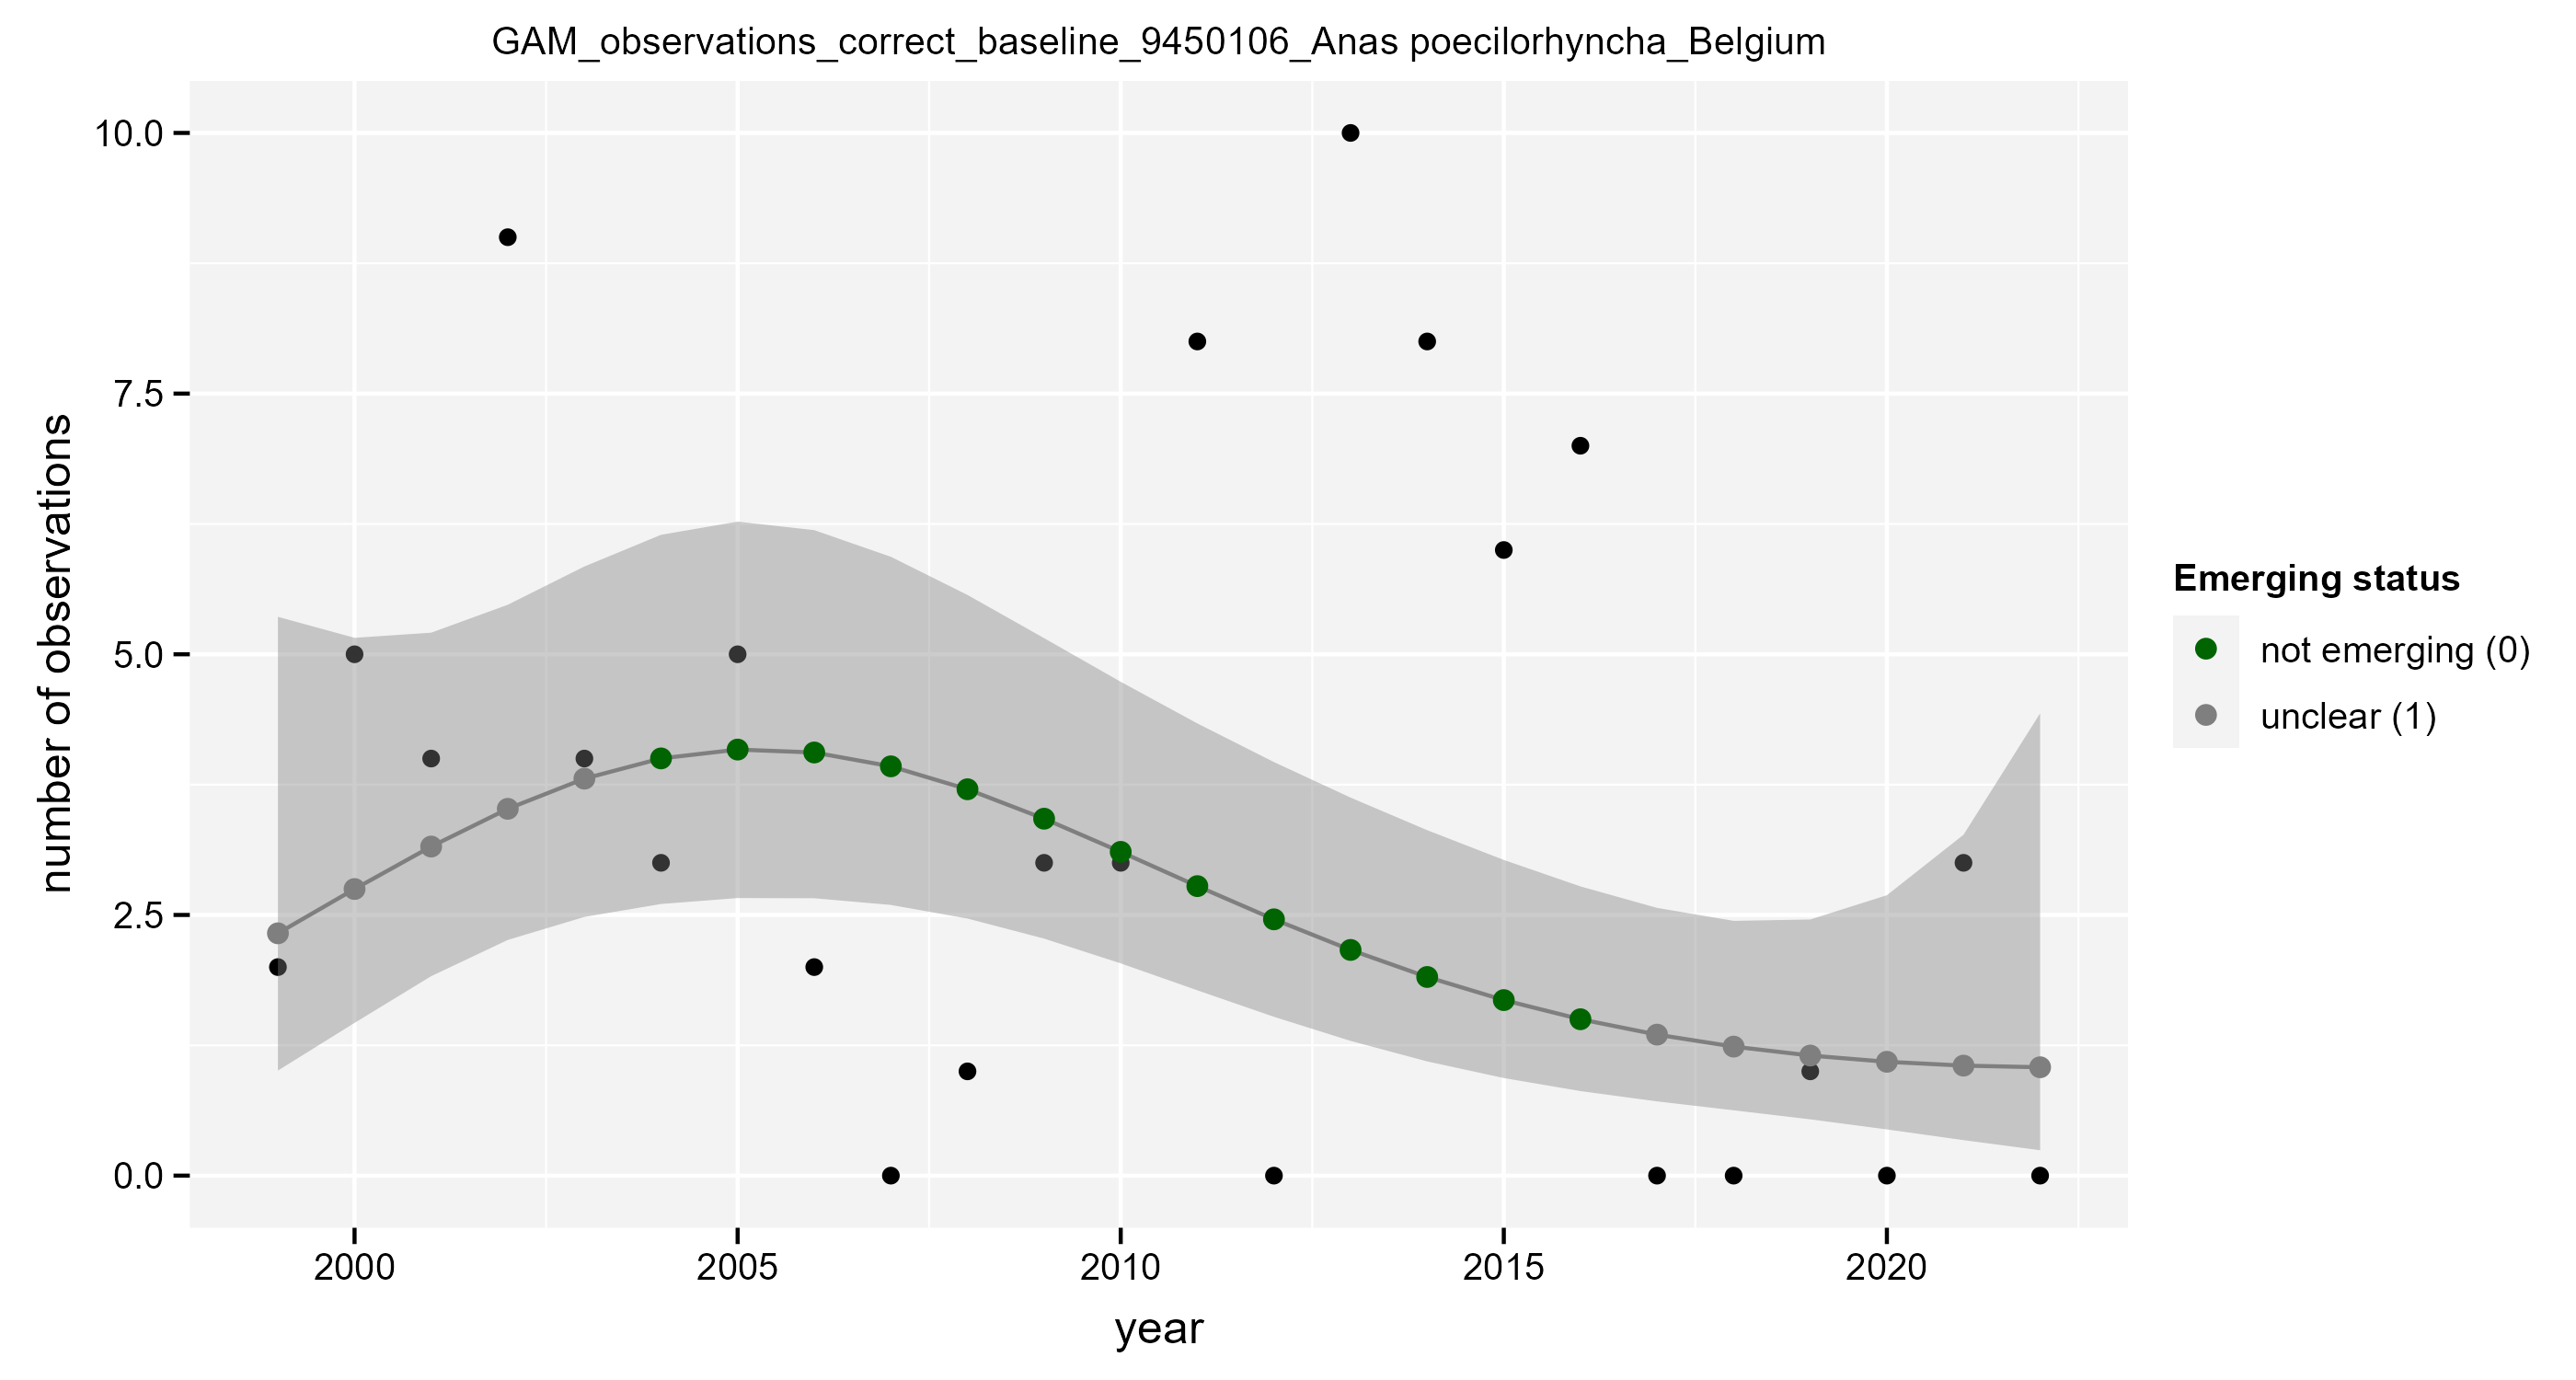 GAM_observations_correct_baseline_9450106_Anas poecilorhyncha_Belgium
number of observations
10.0
7.5
5.0
2.5
0.0
2000
2005
2010
2015
2020
year
Emerging status
not emerging (0)
unclear (1)